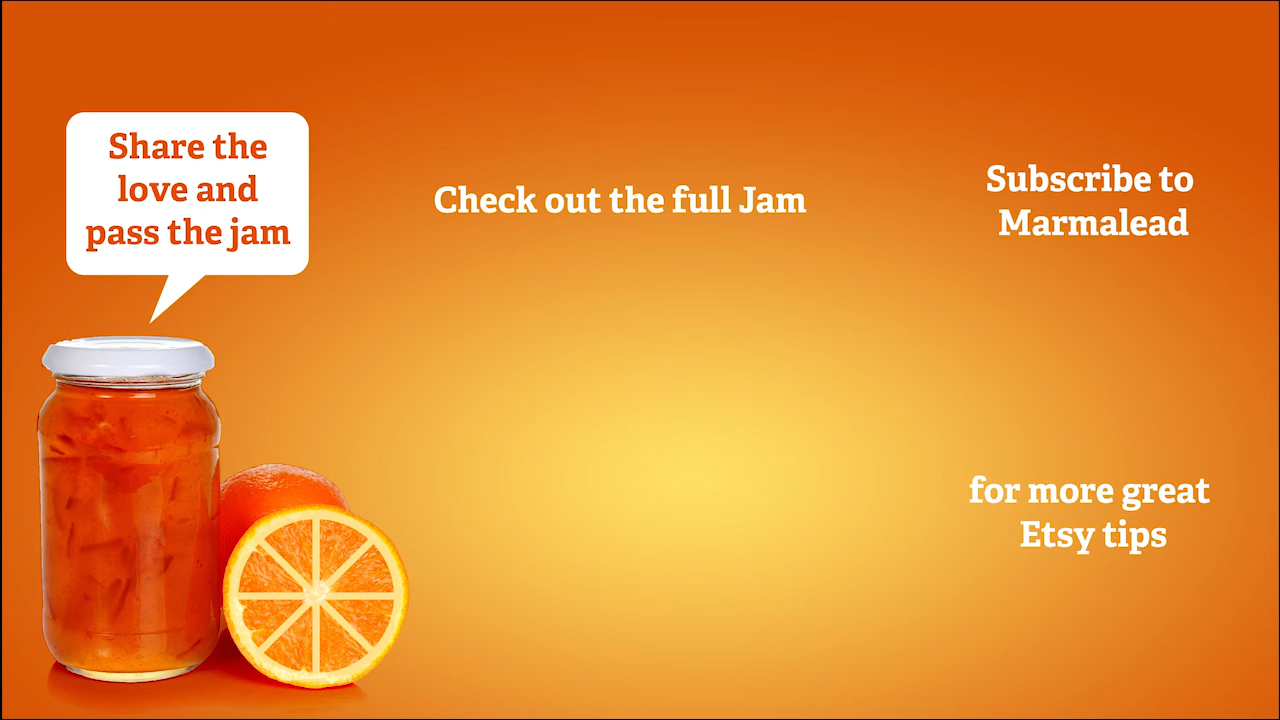 Share the
love and
pass the jam
Check out the full Jam
Subscribe to
Marmalead
for more great
Etsy tips